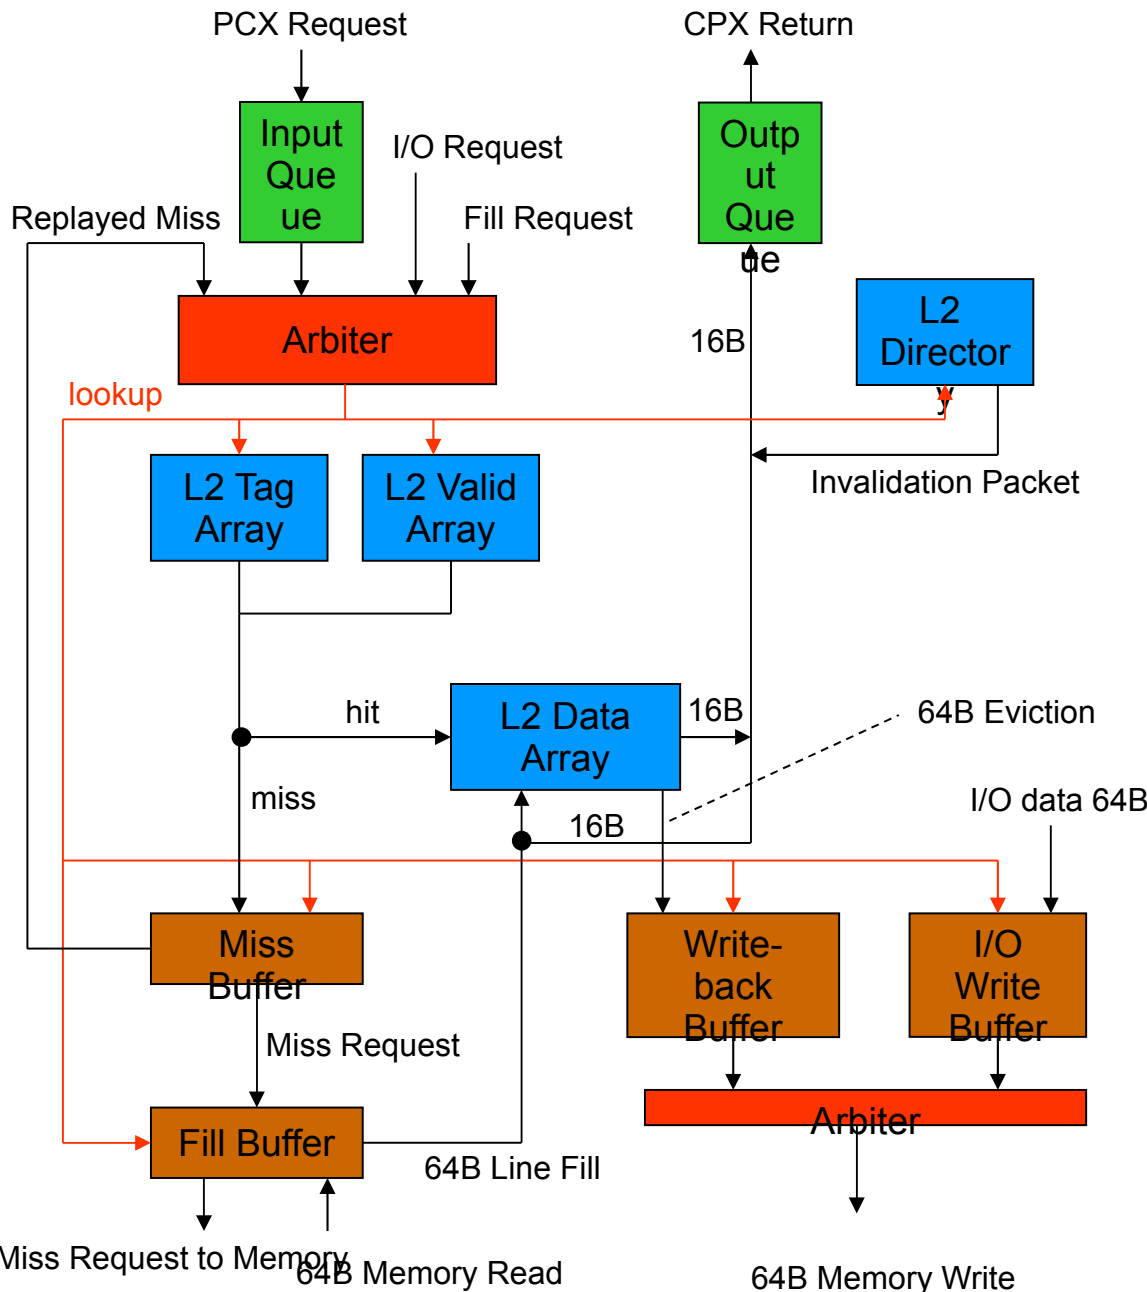 PCX Request
CPX Return
Input
Que
ue
I/O Request
Outp
ut
Que
ue
Replayed Miss
Fill Request
Arbiter
16B
L2
Director
y
lookup
L2 Tag
Array
L2 Valid
Array
Invalidation Packet
hit
L2 Data
Array
16B
64B Eviction
miss
16B
I/O data 64B
Miss
Buffer
Write-
back
Buffer
I/O
Write
Buffer
Miss Request
Arbiter
Fill Buffer
64B Line Fill
Miss Request to Memory
64B Memory Read
64B Memory Write